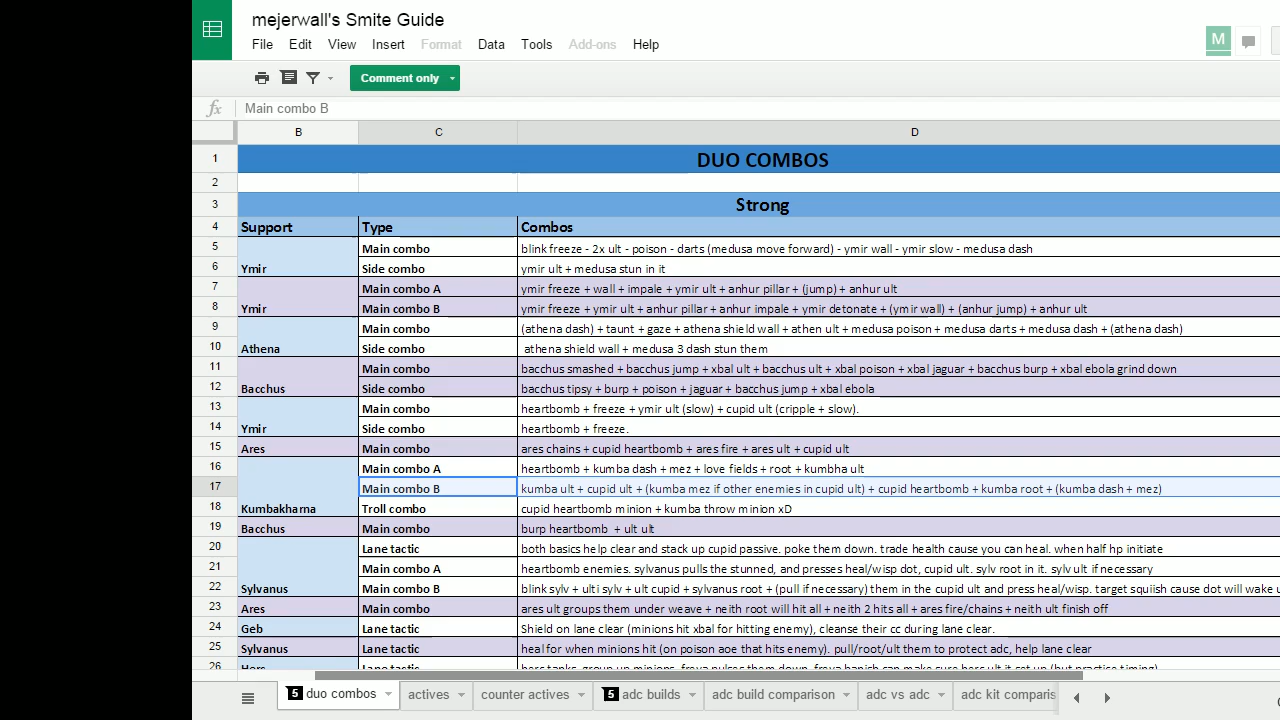 mejerwall's Smite Guide
File Edit View Insert Format Data Tools Add-ons Help
M
Comment only
fx Main combo B
B C D
1 DUO COMBOS
2
3 Strong
4 Support Type Combos
5 Main combo blink freeze - 2x ult - poison - darts (medusa move forward) - ymir wall - ymir slow - medusa dash
6 Ymir Side combo ymir ult + medusa stun in it
7 Main combo A ymir freeze + wall + impale + ymir ult + anhur pillar + (jump) + anhur ult
8 Ymir Main combo B ymir freeze + ymir ult + anhur pillar + anhur impale + ymir detonate + (ymir wall) + (anhur jump) + anhur ult
9 Main combo (athena dash) + taunt + gaze + athena shield wall + athen ult + medusa poison + medusa darts + medusa dash + (athena dash)
10 Athena Side combo athena shield wall + medusa 3 dash stun them
11 Main combo bacchus smashed + bacchus jump + xbal ult + bacchus ult + xbal poison + xbal jaguar + bacchus burp + xbal ebola grind down
12 Bacchus Side combo bacchus tipsy + burp + poison + jaguar + bacchus jump + xbal ebola
13 Main combo heartbomb + freeze + ymir ult (slow) + cupid ult (cripple + slow).
14 Ymir Side combo heartbomb + freeze.
15 Ares Main combo ares chains + cupid heartbomb + ares fire + ares ult + cupid ult
16 Main combo A heartbomb + kumba dash + mez + love fields + root + kumbha ult
17 Main combo B kumba ult + cupid ult + (kumba mez if other enemies in cupid ult) + cupid heartbomb + kumba root + (kumba dash + mez)
18 Kumbakharna Troll combo cupid heartbomb minion + kumba throw minion xD
19 Bacchus Main combo burp heartbomb + ult ult
20 Lane tactic both basics help clear and stack up cupid passive. poke them down. trade health cause you can heal. when half hp initiate
21 Main combo A heartbomb enemies. sylvanus pulls the stunned, and presses heal/wisp dot, cupid ult. sylv root in it. sylv ult if necessary
22 Sylvanus Main combo B blink sylv + ulti sylv + ult cupid + sylvanus root + (pull if necessary) them in the cupid ult and press heal/wisp. target squish cause dot will wake u
23 Ares Main combo ares ult groups them under weave + neith root will hit all + neith 2 hits all + ares fire/chains + neith ult finish off
24 Geb Lane tactic Shield on lane clear (minions hit xbal for hitting enemy), cleanse their cc during lane clear.
25 Sylvanus Lane tactic heal for when minions hit (on poison aoe that hits enemy). pull/root/ult them to protect adc, help lane clear
26
5 duo combos actives counter actives 5 adc builds adc build comparison adc vs adc adc kit comparis